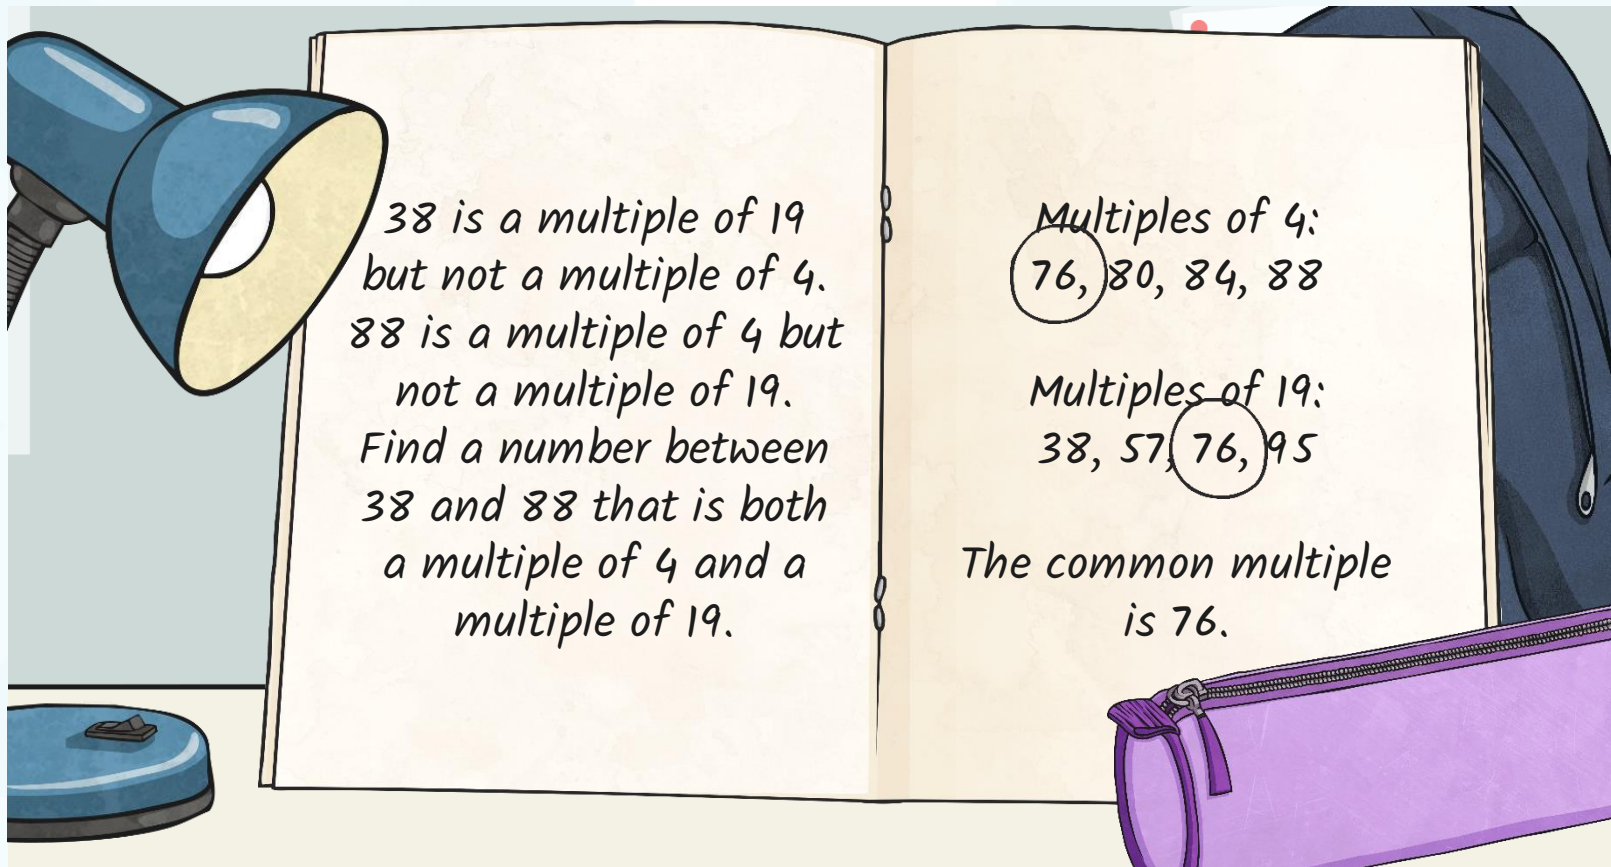 38 is a multiple of 19
but not a multiple of 4.
88 is a multiple of 4 but
not a multiple of 19.
Find a number between
38 and 88 that is both
a multiple of 4 and a
multiple of 19.
Multiples of 4:
76, 80, 84, 88
Multiples of 19:
38, 57, 76, 95
The common multiple
is 76.